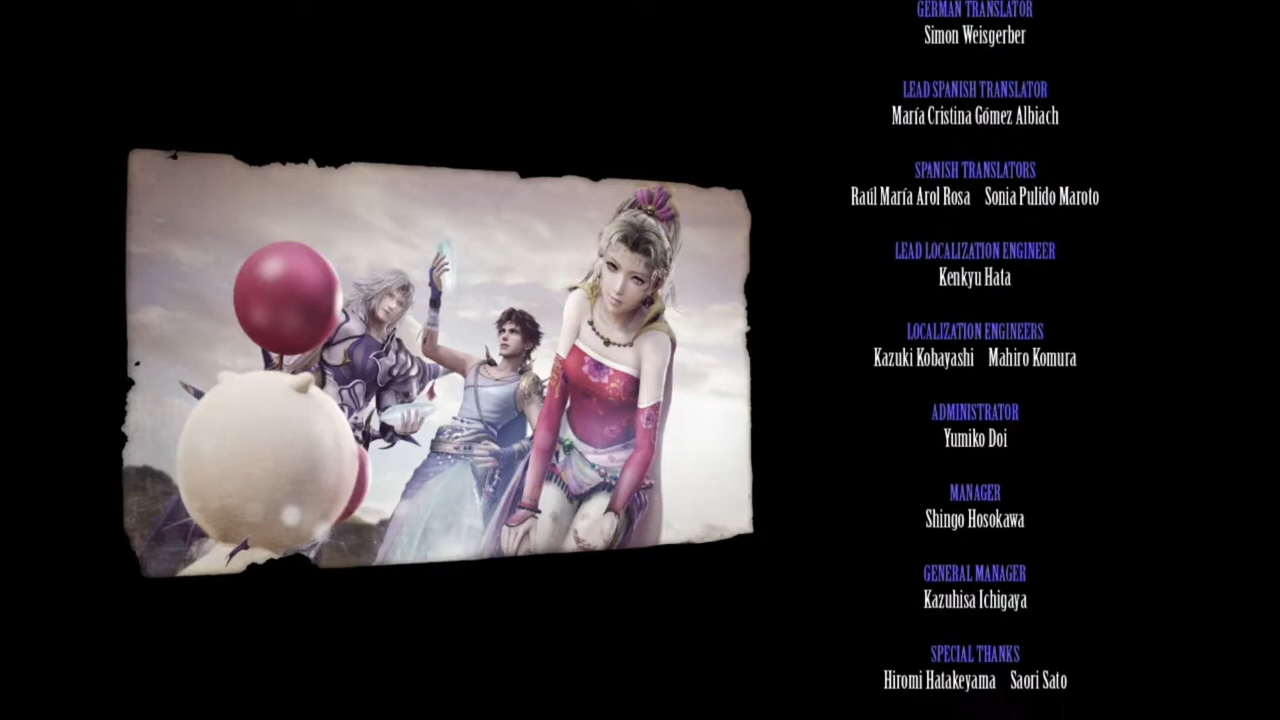 GERMAN TRANSLATOR
Simon Weisgerber
LEAD SPANISH TRANSLATOR
María Cristina Gómez Albiach
SPANISH TRANSLATORS
Raúl María Arol Rosa Sonia Pulido Maroto
LEAD LOCALIZATION ENGINEER
Kenkyu Hata
LOCALIZATION ENGINEERS
Kazuki Kobayashi Mahiro Komura
ADMINISTRATOR
Yumiko Doi
MANAGER
Shingo Hosokawa
GENERAL MANAGER
Kazuhisa Ichigaya
SPECIAL THANKS
Hiromi Hatakeyama Saori Sato